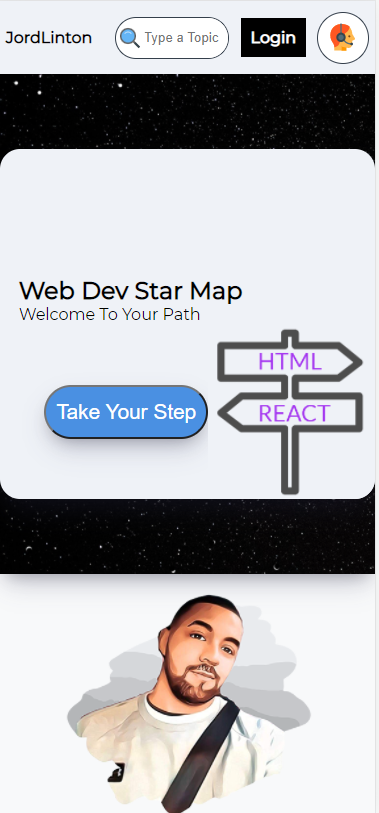 JordLinton
Type a Topic
Login
Web Dev Star Map
Welcome To Your Path
HTML
Take Your Step
REACT